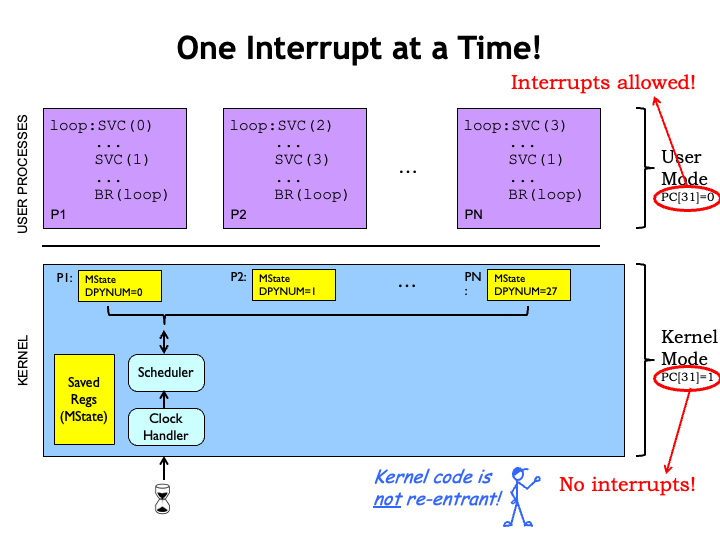 One Interrupt at a Time!
Interrupts allowed!
USER PROCESSES
loop:SVC(0)
...
SVC(1)
...
BR(loop)
P1
loop:SVC(2)
...
SVC(3)
...
BR(loop)
P2
...
loop:SVC(3)
...
SVC(1)
...
BR(loop)
PN
User
Mode
PC[31]=0
KERNEL
P1:
MState
DPYNUM=0
P2:
MState
DPYNUM=1
...
PN
:
MState
DPYNUM=27
Saved
Regs
(MState)
Scheduler
Clock
Handler
Kernel
Mode
PC[31]=1
Kernel code is
not re-entrant!
No interrupts!